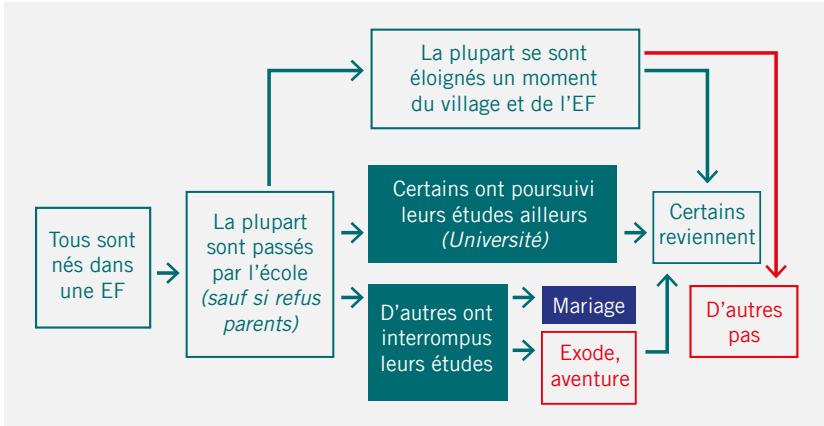 La plupart se sont
éloignés un moment
du village et de l’EF
Tous sont
nés dans
une EF
La plupart
sont passés
par l’école
(sauf si refus
parents)
Certains ont poursuivi
leurs études ailleurs
(Université)
Certains
reviennent
D’autres ont
interrompus
leurs études
Mariage
Exode,
aventure
D’autres
pas